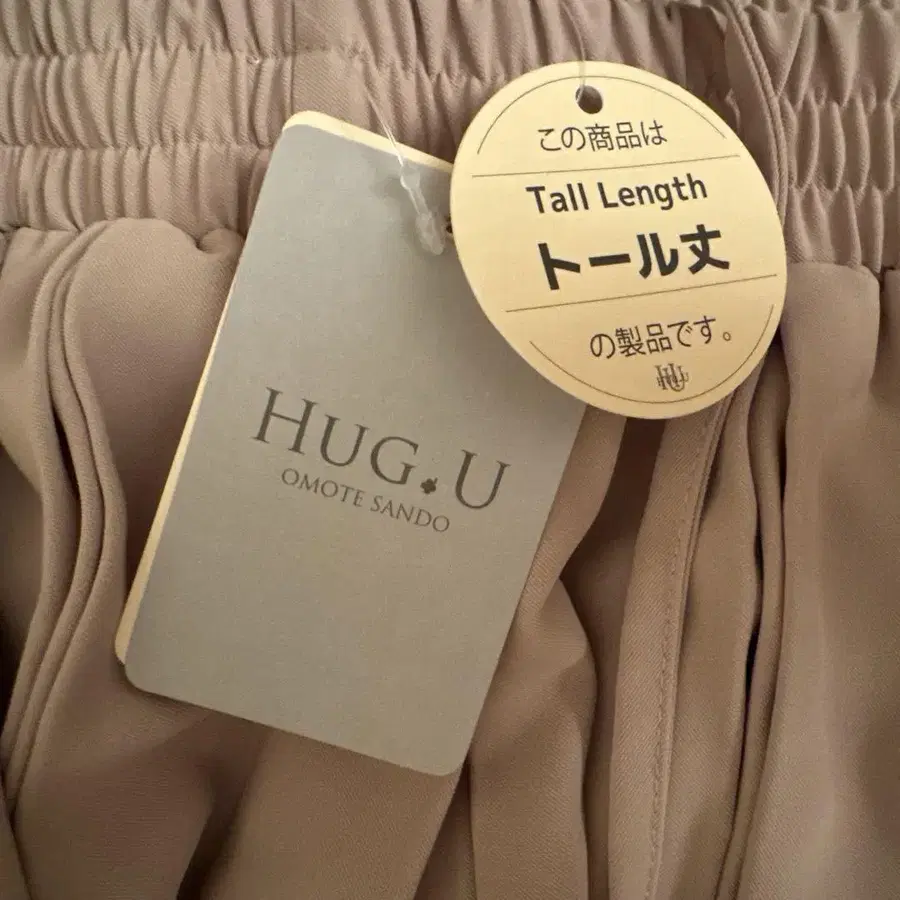 この商品は
Tall Length
トール丈
の製品です。
HUG.U
OMOTE SANDO